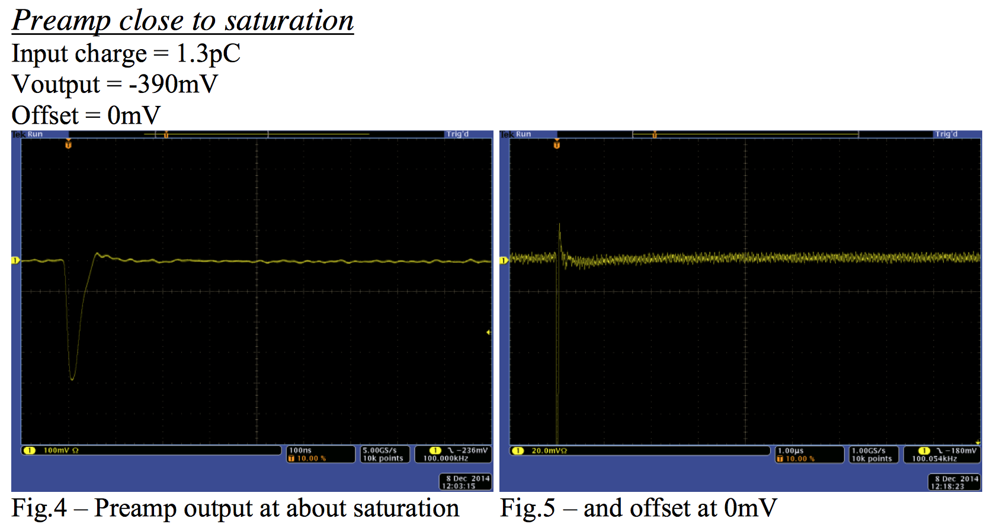 Preamp close to saturation
Input charge = 1.3pC
Voutput = -390mV
Offset = 0mV
Tek Run
Trig'd
T
1
1 100mV Ω
100ns
T 10.00 %
5.00GS/s
10k points
1 -236mV
100.000kHz
8 Dec 2014
12:03:15
Tek Run
Trig'd
T
1
1 20.0mVΩ
1.00µs
T 10.00 %
1.00GS/s
10k points
1 -180mV
100.054kHz
8 Dec 2014
12:18:23
Fig.4 – Preamp output at about saturation
Fig.5 – and offset at 0mV